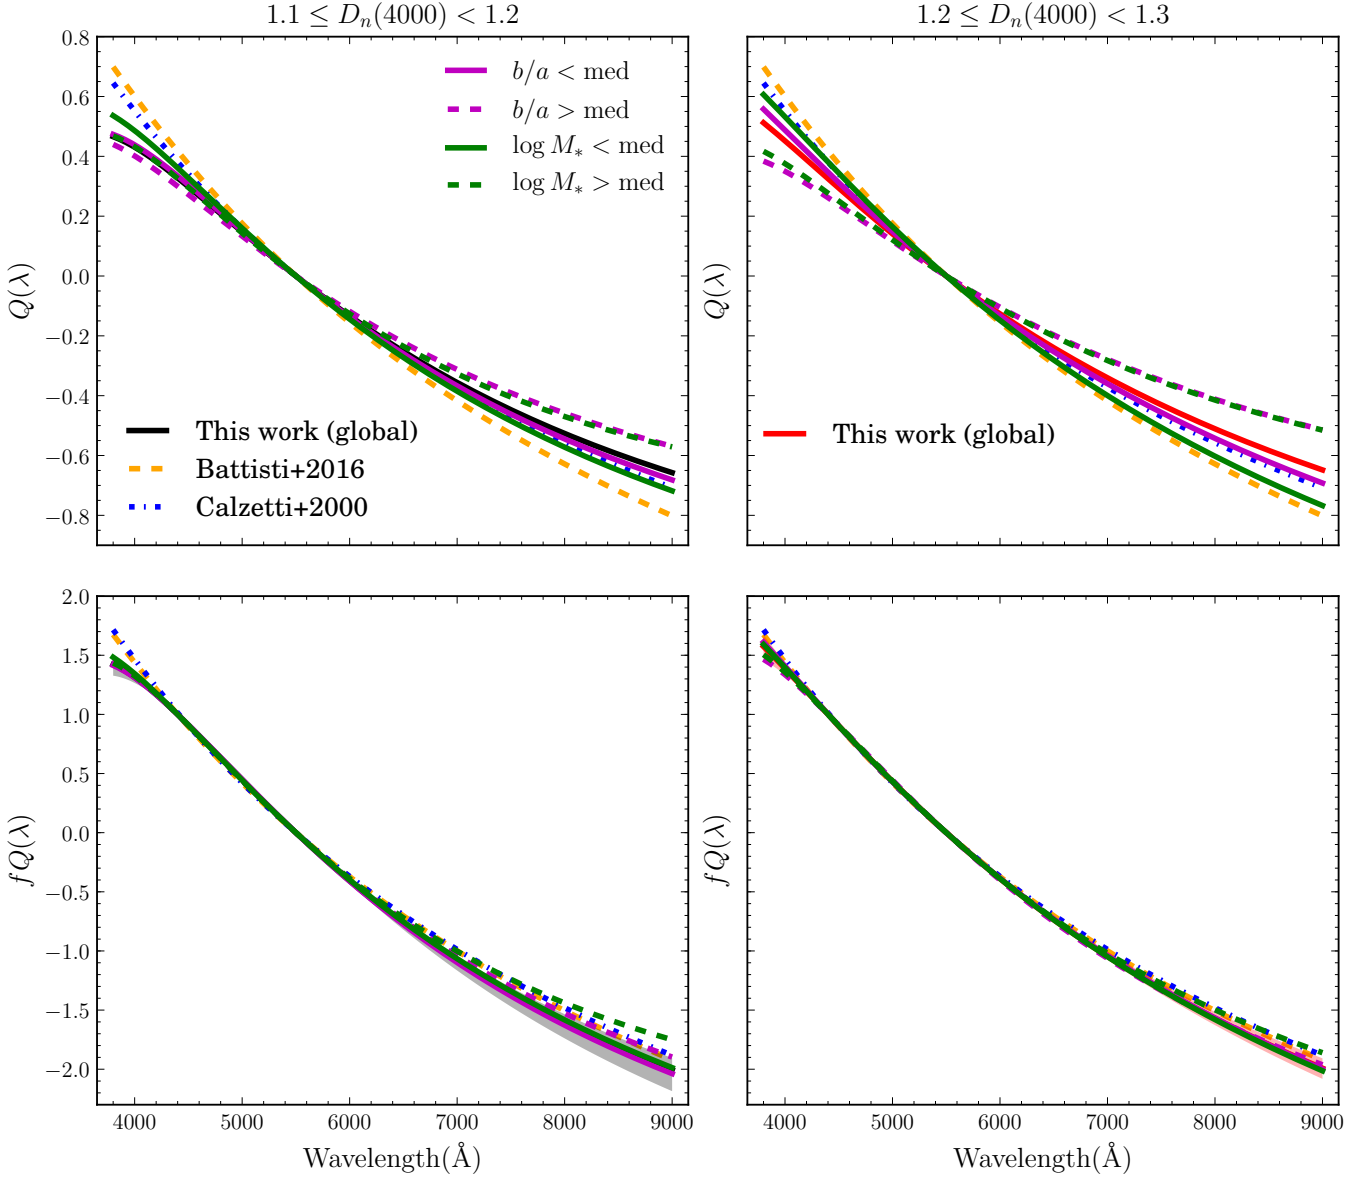 1.1 ≤ Dₙ(4000) < 1.2
1.2 ≤ Dₙ(4000) < 1.3
0.8
0.6
0.4
0.2
0.0
−0.2
−0.4
−0.6
−0.8
Q(λ)
b/a < med
b/a > med
log M* < med
log M* > med
This work (global)
Battisti+2016
Calzetti+2000
Q(λ)
This work (global)
2.0
1.5
1.0
0.5
0.0
−0.5
−1.0
−1.5
−2.0
fQ(λ)
4000 5000 6000 7000 8000 9000
Wavelength(Å)
fQ(λ)
4000 5000 6000 7000 8000 9000
Wavelength(Å)